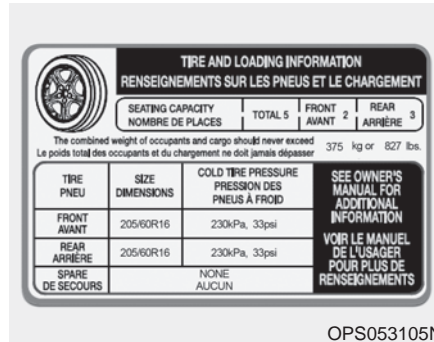 TIRE AND LOADING INFORMATION
RENSEIGNEMENTS SUR LES PNEUS ET LE CHARGEMENT
SEATING CAPACITY
NOMBRE DE PLACES
TOTAL 5
FRONT
AVANT
2
REAR
ARRIÈRE
3
The combined weight of occupants and cargo should never exceed
Le poids total des occupants et du chargement ne doit jamais dépasser
375 kg or 827 lbs.
TIRE
PNEU
SIZE
DIMENSIONS
COLD TIRE PRESSURE
PRESSION DES
PNEUS À FROID
FRONT
AVANT
205/60R16
230kPa, 33psi
REAR
ARRIÈRE
205/60R16
230kPa, 33psi
SPARE
DE SECOURS
NONE
AUCUN
SEE OWNER'S
MANUAL FOR
ADDITIONAL
INFORMATION
VOIR LE MANUEL
DE L'USAGER
POUR PLUS DE
RENSEIGNEMENTS
OPS053105N